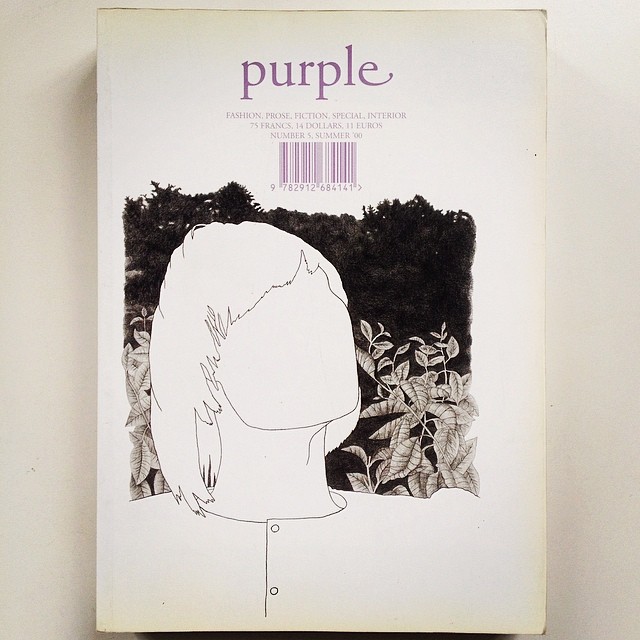 purple
FASHION, PROSE, FICTION, SPECIAL, INTERIOR
75 FRANCS, 14 DOLLARS, 11 EUROS
NUMBER 5, SUMMER '00
9 782912 684141 >